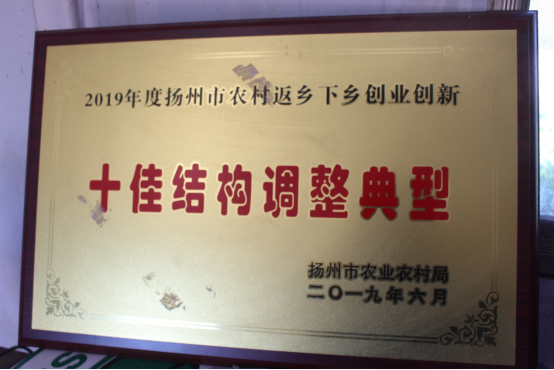 2019年度扬州市农村返乡下乡创业创新
十佳结构调整典型
扬州市农业农村局
二〇一九年六月